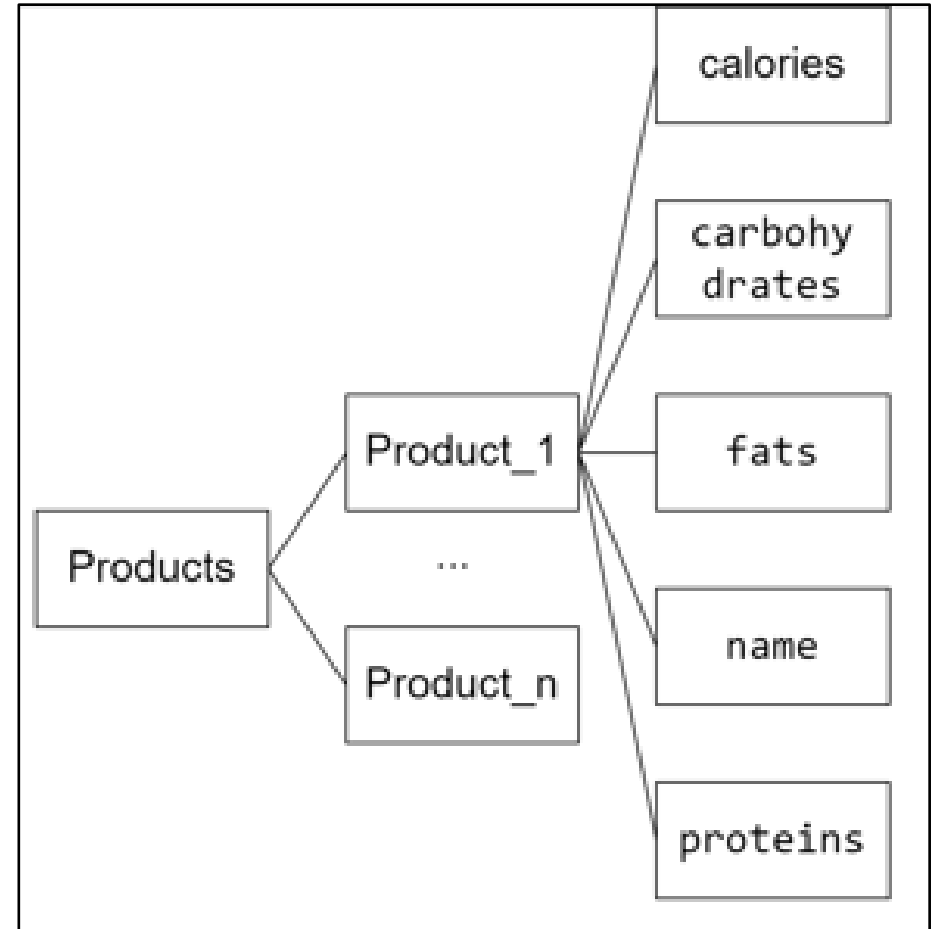 calories
carbohy
drates
Product_1
fats
Products
...
name
Product_n
proteins